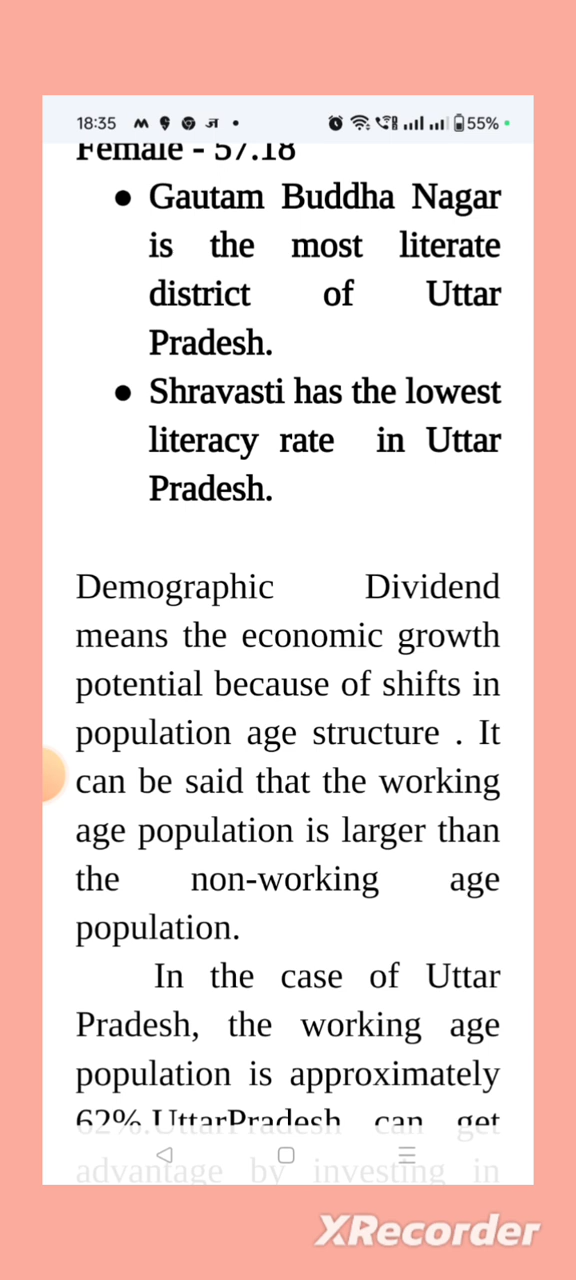 18:35 55%
Female - 57.18
● Gautam Buddha Nagar
is the most literate
district of Uttar
Pradesh.
● Shravasti has the lowest
literacy rate in Uttar
Pradesh.
Demographic Dividend
means the economic growth
potential because of shifts in
population age structure . It
can be said that the working
age population is larger than
the non-working age
population.
In the case of Uttar
Pradesh, the working age
population is approximately
62%.UttarPradesh can get
advantage by investing in
XRecorder